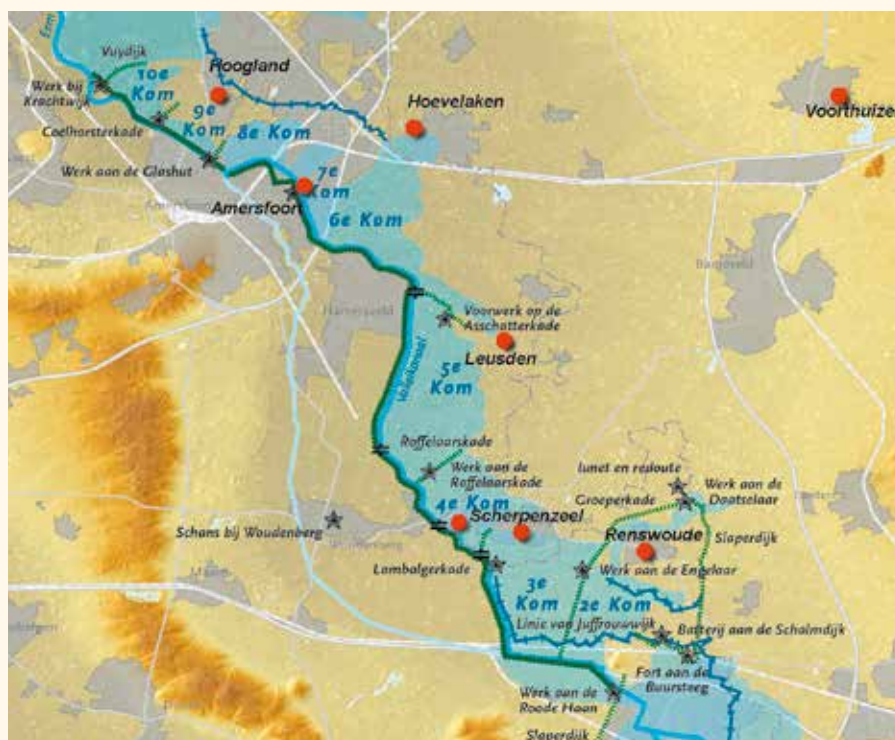 Vuydijk
Hoogland
10e
Kom
Werk bij
Krachtwijk
Hoevelaken
Voorthuizen
9e
Kom
8e Kom
Coelhorsterkade
Werk aan de Glashut
7e
Kom
Amersfoort
6e Kom
Barneveld
Voorwerk op de
Asschatterkade
Leusden
Valleikanaal
5e
Kom
Roffelaarskade
Werk aan de
Roffelaarskade
lunet en redoute
Groeperkade
Werk aan de
Daatselaar
4e Kom
Scherpenzeel
Schans bij Woudenberg
Renswoude
Slaperdijk
Lambalgerkade
Werk aan de Engelaar
3e
Kom
2e Kom
Linie van Juffrouwwijk
Batterij aan de Schalmdijk
Fort aan de
Buursteeg
Werk aan de
Roode Haan
Slaperdijk